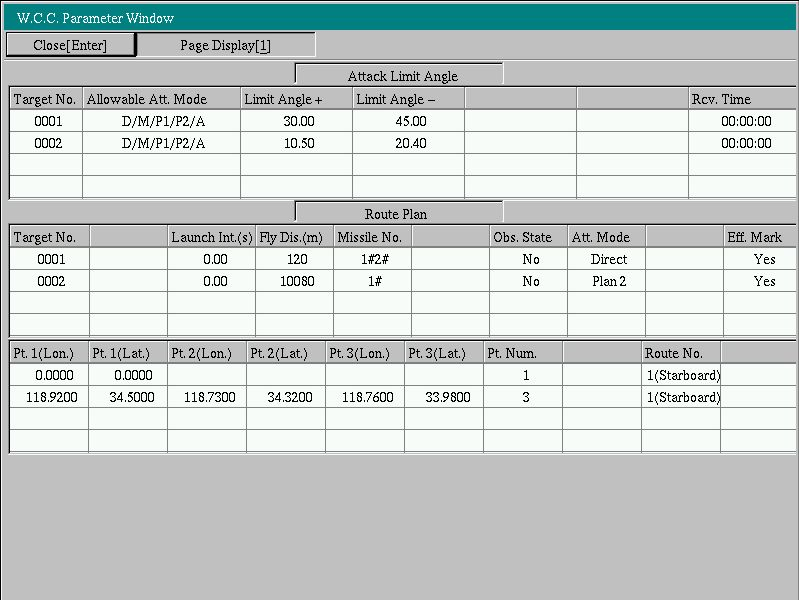 W.C.C. Parameter Window
Close[Enter] Page Display[1]
Attack Limit Angle
Target No. Allowable Att. Mode Limit Angle + Limit Angle − Rcv. Time
0001 D/M/P1/P2/A 30.00 45.00 00:00:00
0002 D/M/P1/P2/A 10.50 20.40 00:00:00
Route Plan
Target No. Launch Int.(s) Fly Dis.(m) Missile No. Obs. State Att. Mode Eff. Mark
0001 0.00 120 1#2# No Direct Yes
0002 0.00 10080 1# No Plan 2 Yes
Pt. 1(Lon.) Pt. 1(Lat.) Pt. 2(Lon.) Pt. 2(Lat.) Pt. 3(Lon.) Pt. 3(Lat.) Pt. Num. Route No.
0.0000 0.0000 1 1(Starboard)
118.9200 34.5000 118.7300 34.3200 118.7600 33.9800 3 1(Starboard)